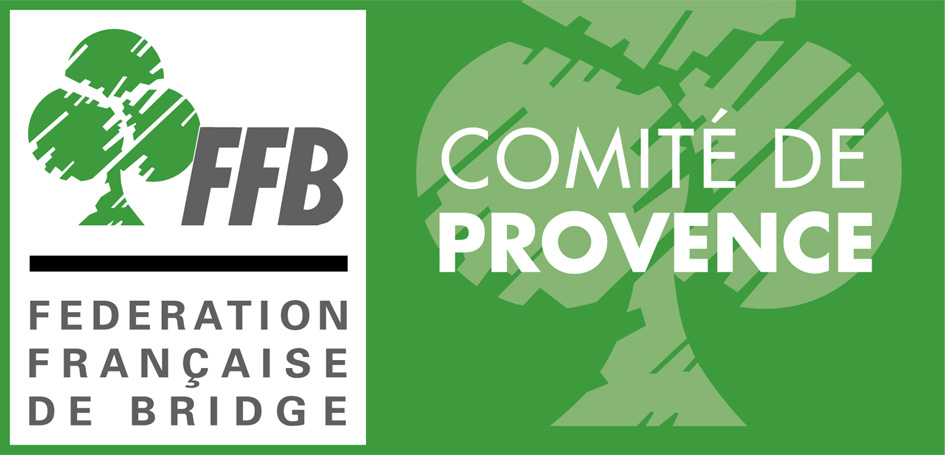 FFB
FEDERATION
FRANÇAISE
DE BRIDGE
COMITÉ DE
PROVENCE